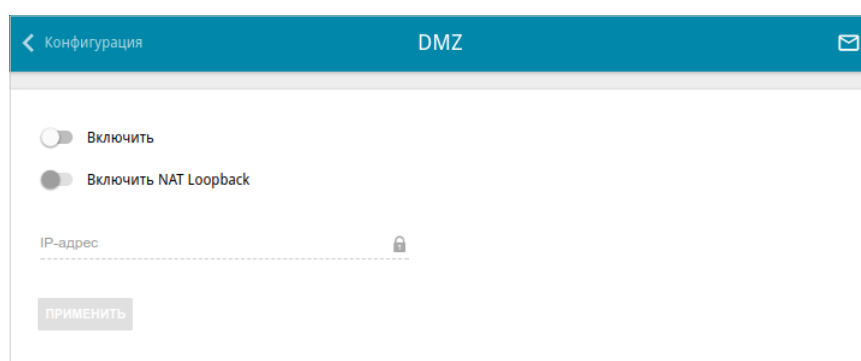 Конфигурация
DMZ
Включить
Включить NAT Loopback
IP-адрес
ПРИМЕНИТЬ